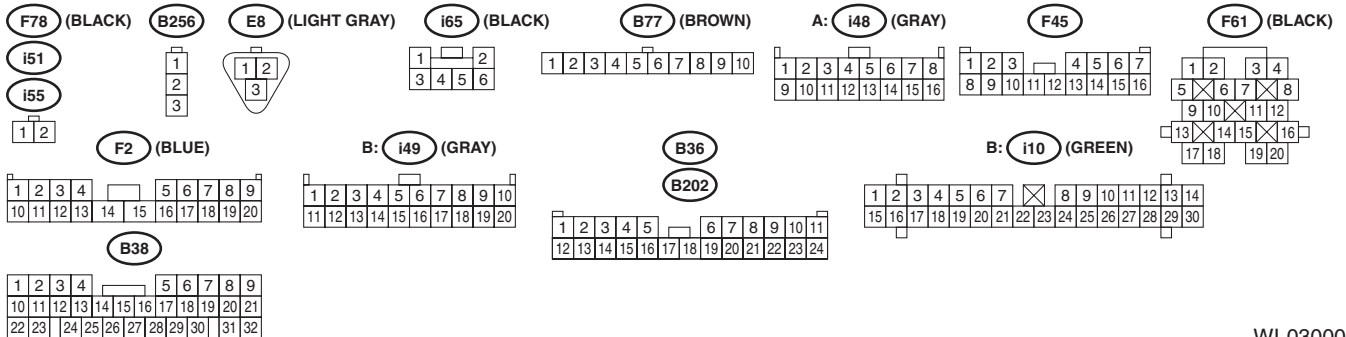 F78 (BLACK)
i51
i55
1 2
B256
1
2
3
E8 (LIGHT GRAY)
1 2
3
i65 (BLACK)
1 2
3 4 5 6
B77 (BROWN)
1 2 3 4 5 6 7 8 9 10
A: i48 (GRAY)
1 2 3 4 5 6 7 8
9 10 11 12 13 14 15 16
F45
1 2 3 4 5 6 7
8 9 10 11 12 13 14 15 16
F61 (BLACK)
1 2 3 4
5 6 7 8
9 10 11 12
13 14 15 16
17 18 19 20
F2 (BLUE)
1 2 3 4 5 6 7 8 9
10 11 12 13 14 15 16 17 18 19 20
B: i49 (GRAY)
1 2 3 4 5 6 7 8 9 10
11 12 13 14 15 16 17 18 19 20
B36
B202
1 2 3 4 5 6 7 8 9 10 11
12 13 14 15 16 17 18 19 20 21 22 23 24
B: i10 (GREEN)
1 2 3 4 5 6 7 8 9 10 11 12 13 14
15 16 17 18 19 20 21 22 23 24 25 26 27 28 29 30
B38
1 2 3 4 5 6 7 8 9
10 11 12 13 14 15 16 17 18 19 20 21
22 23 24 25 26 27 28 29 30 31 32